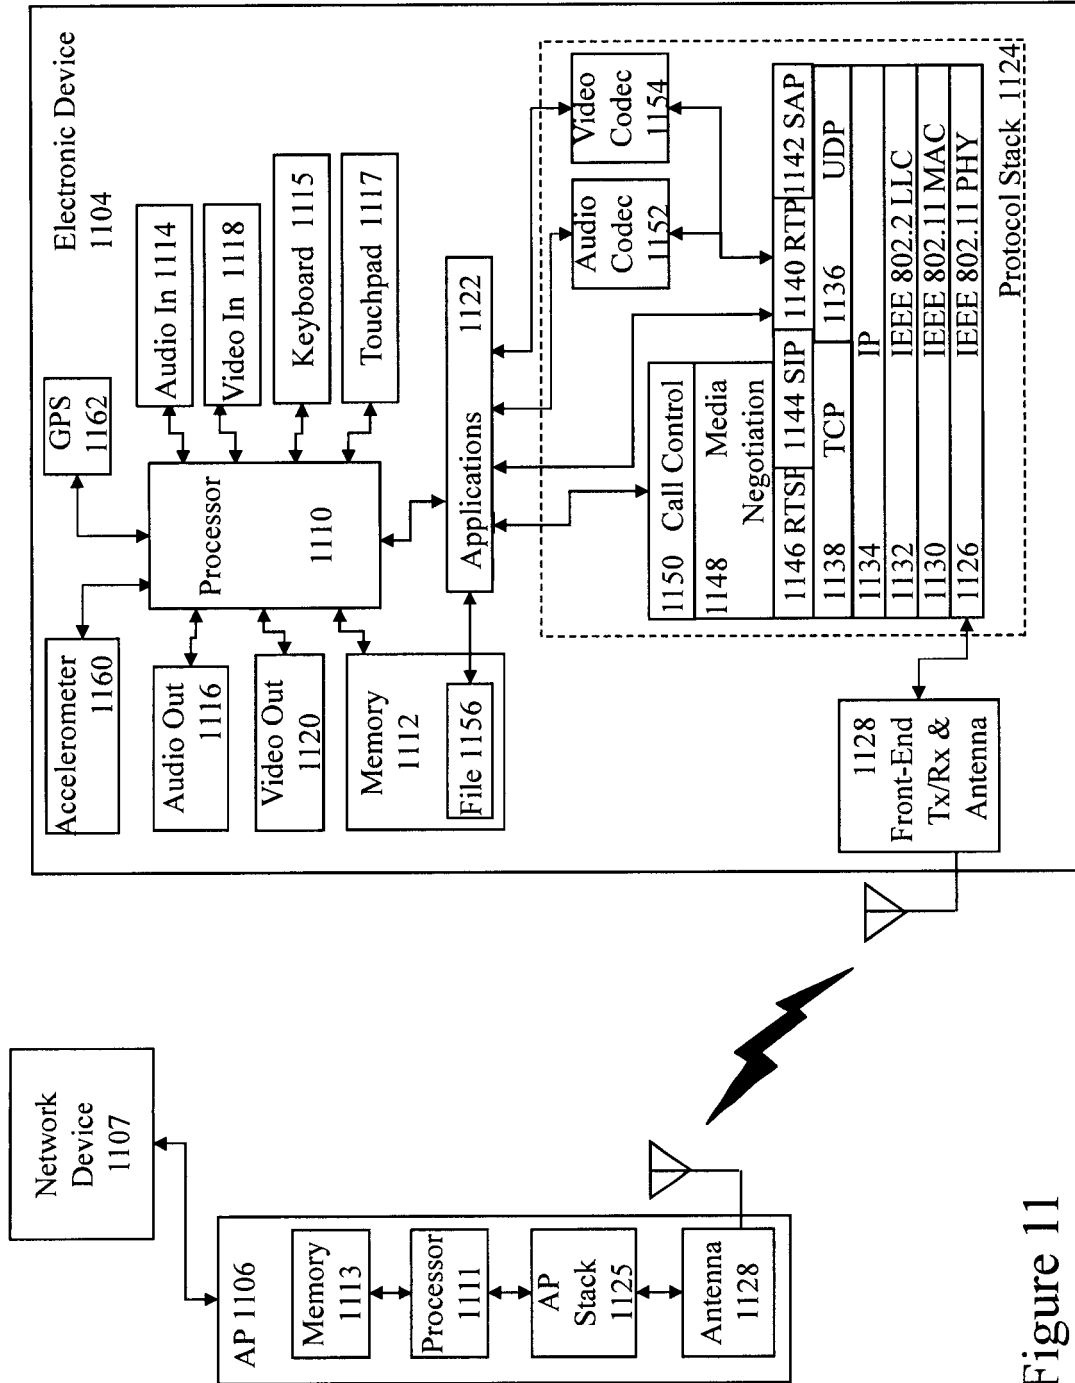 Network
Device
1107
AP 1106
Memory
1113
Processor
1111
AP
Stack
1125
Antenna
1128
Electronic Device
1104
Accelerometer
1160
GPS
1162
Audio Out
1116
Video Out
1120
Memory
1112
File 1156
Processor
1110
Audio In 1114
Video In 1118
Keyboard 1115
Touchpad 1117
Applications 1122
Audio
Codec
1152
Video
Codec
1154
1150 Call Control
1148 Media
Negotiation
1146 RTSP
1144 SIP
1140 RTP
1142 SAP
1138 TCP
1136 UDP
1134 IP
1132 IEEE 802.2 LLC
1130 IEEE 802.11 MAC
1126 IEEE 802.11 PHY
Protocol Stack 1124
1128
Front-End
Tx/Rx &
Antenna
Figure 11